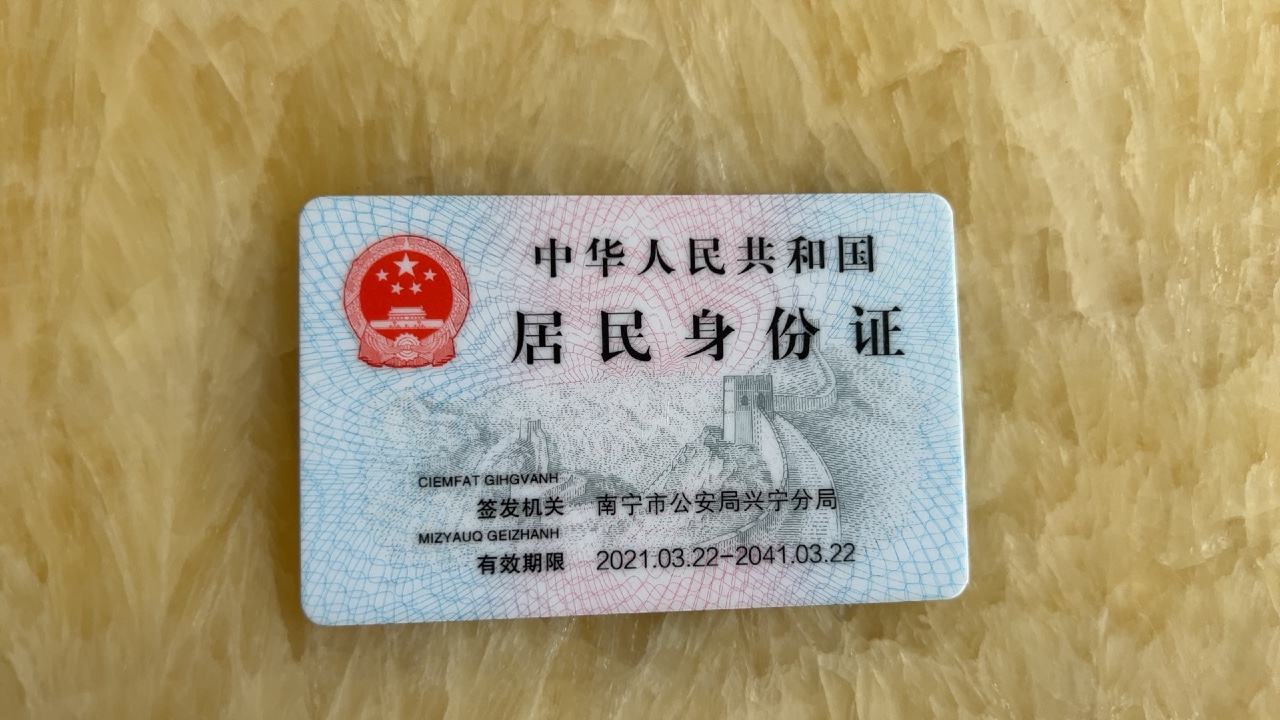 中华人民共和国
居民身份证
CIEMFAT GIHGVANH
签发机关 南宁市公安局兴宁分局
MIZYAUQ GEIZHANH
有效期限 2021.03.22-2041.03.22